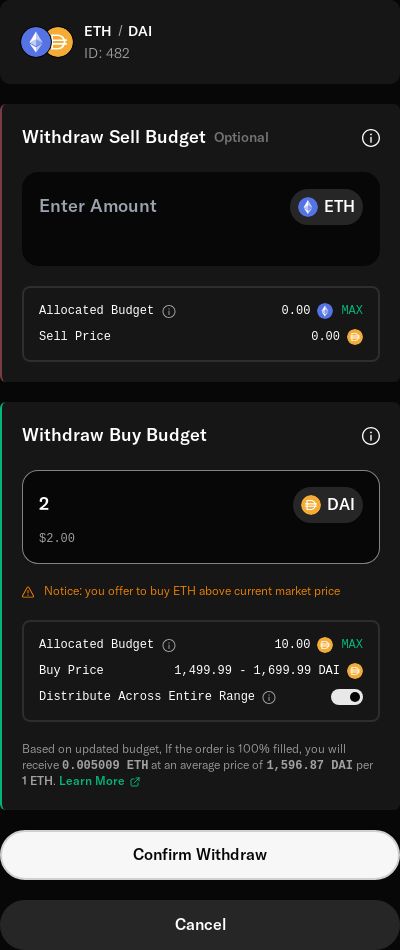 ETH / DAI
ID: 482
Withdraw Sell Budget Optional
Enter Amount
ETH
Allocated Budget 0.00 MAX
Sell Price 0.00
Withdraw Buy Budget
2
DAI
$2.00
Notice: you offer to buy ETH above current market price
Allocated Budget 10.00 MAX
Buy Price 1,499.99 - 1,699.99 DAI
Distribute Across Entire Range
Based on updated budget, If the order is 100% filled, you will
receive 0.005009 ETH at an average price of 1,596.87 DAI per
1 ETH. Learn More
Confirm Withdraw
Cancel